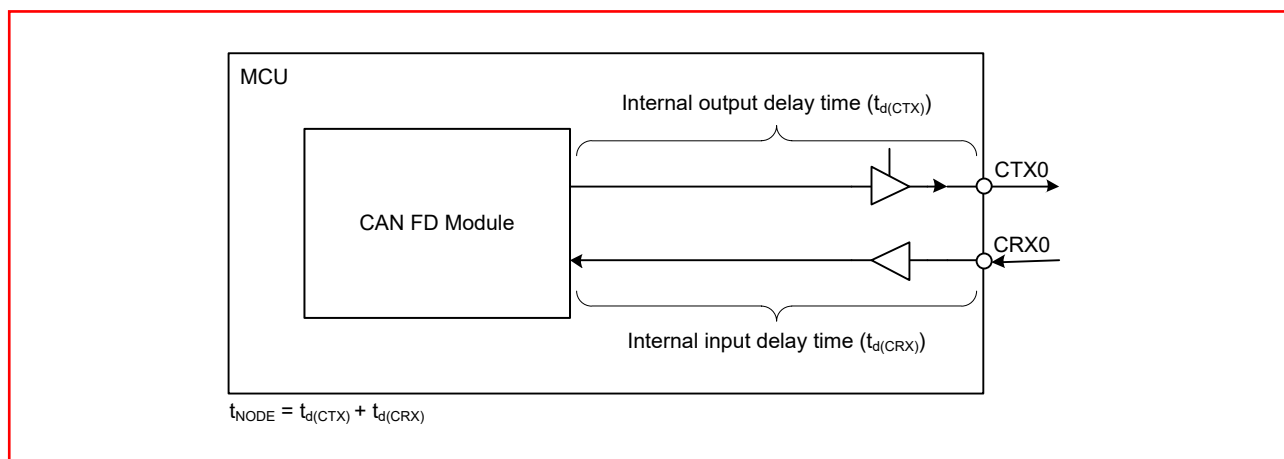 MCU
Internal output delay time (td(CTX))
CTX0
CAN FD Module
CRX0
Internal input delay time (td(CRX))
tNODE = td(CTX) + td(CRX)